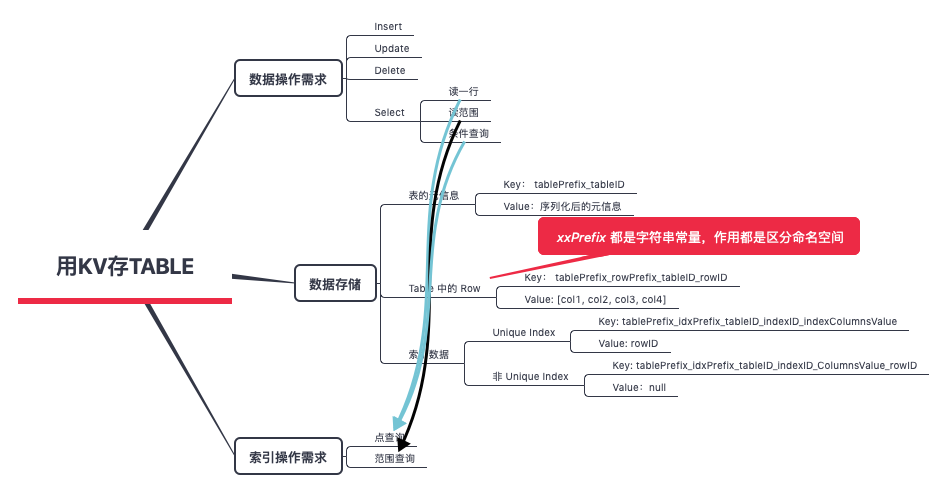 用KV存TABLE
数据操作需求
Insert
Update
Delete
Select
读一行
读范围
条件查询
数据存储
表的元信息
Key： tablePrefix_tableID
Value：序列化后的元信息
xxPrefix 都是字符串常量，作用都是区分命名空间
Table 中的 Row
Key： tablePrefix_rowPrefix_tableID_rowID
Value: [col1, col2, col3, col4]
索引数据
Unique Index
Key: tablePrefix_idxPrefix_tableID_indexID_indexColumnsValue
Value: rowID
非 Unique Index
Key: tablePrefix_idxPrefix_tableID_indexID_ColumnsValue_rowID
Value：null
索引操作需求
点查询
范围查询